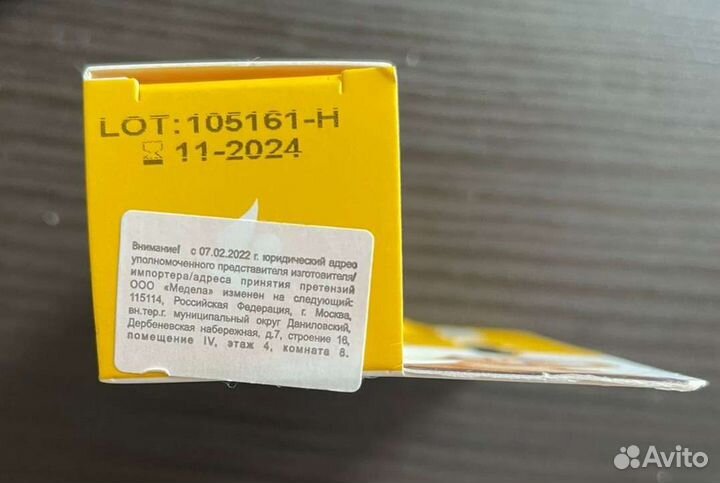 LOT: 105161-H
11-2024
Внимание! с 07.02.2022 г. юридический адрес
уполномоченного представителя изготовителя/
импортера/адреса принятия претензий
ООО «Медела» изменен на следующий:
115114, Российская Федерация, г. Москва,
вн.тер.г. муниципальный округ Даниловский,
Дербеневская набережная, д.7, строение 16,
помещение IV, этаж 4, комната 8.
Avito